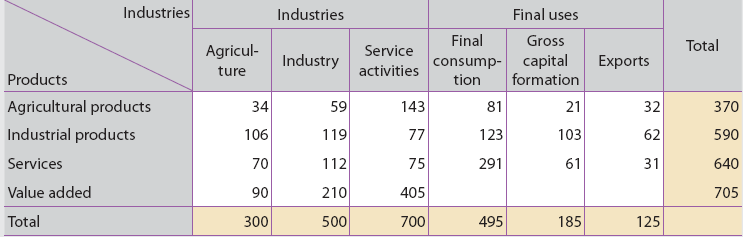 Industries Industries Final uses
Agricul-
ture Industry Service
activities Final
consump-
tion Gross
capital
formation Exports Total
Products
Agricultural products 34 59 143 81 21 32 370
Industrial products 106 119 77 123 103 62 590
Services 70 112 75 291 61 31 640
Value added 90 210 405 705
Total 300 500 700 495 185 125